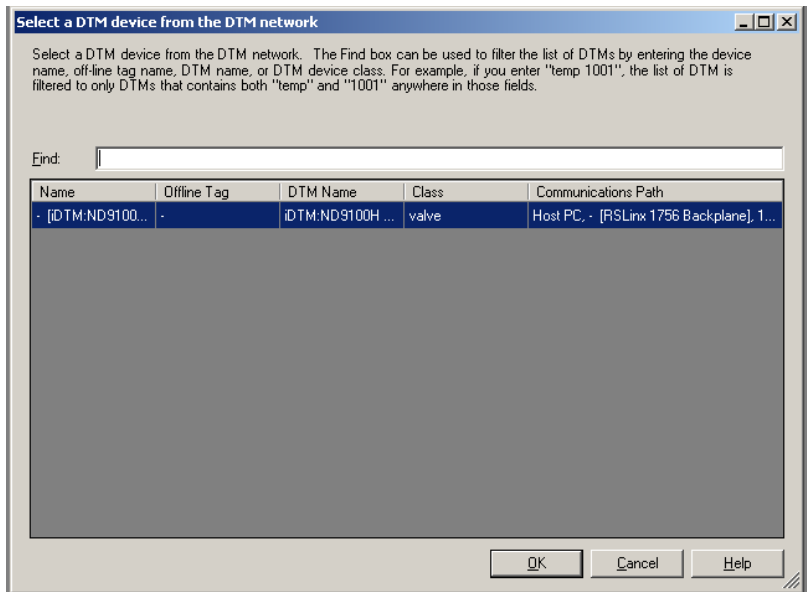 Select a DTM device from the DTM network
Select a DTM device from the DTM network. The Find box can be used to filter the list of DTMs by entering the device
name, off-line tag name, DTM name, or DTM device class. For example, if you enter "temp 1001", the list of DTM is
filtered to only DTMs that contains both "temp" and "1001" anywhere in those fields.
Find:
Name Offline Tag DTM Name Class Communications Path
- [iDTM:ND9100... - iDTM:ND9100H ... valve Host PC, - [RSLinx 1756 Backplane], 1...
OK Cancel Help